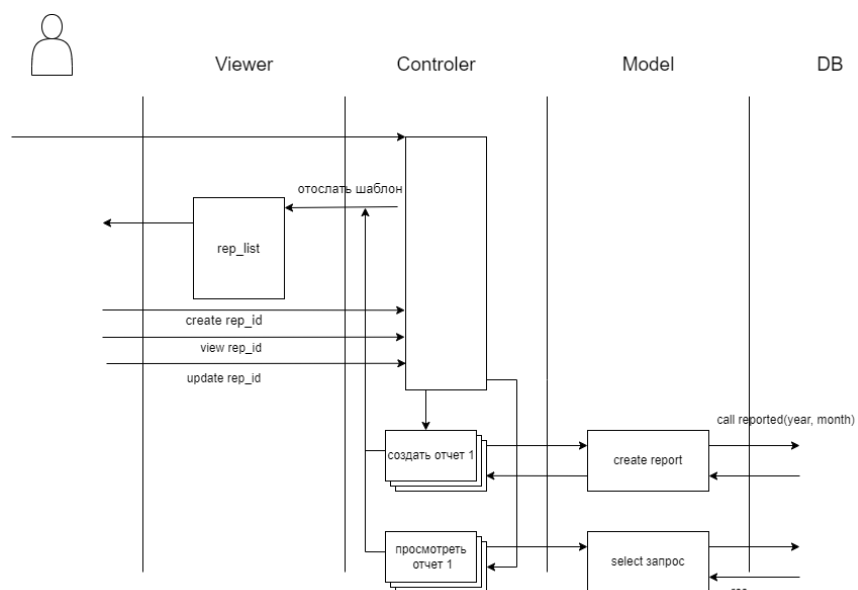 Viewer
Controler
Model
DB
отослать шаблон
rep_list
create rep_id
view rep_id
update rep_id
call reported(year, month)
создать отчет 1
create report
просмотреть
отчет 1
select запрос